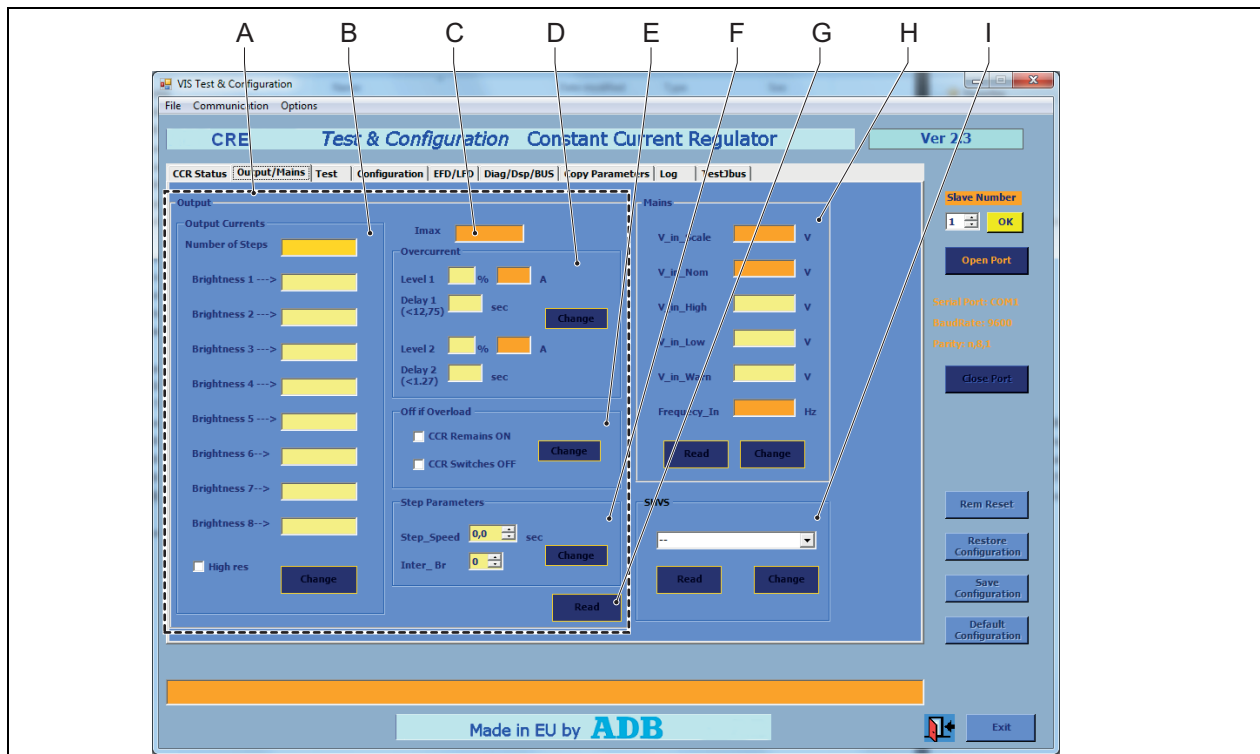 A B C D E F G H I
VIS Test & Configuration
File Communication Options
CRE Test & Configuration Constant Current Regulator Ver 2.3
CCR Status Output/Mains Test Configuration EFD/LFD Diag/Dsp/BUS Copy Parameters Log TestJbus
Output
Output Currents
Number of Steps
Brightness 1 --->
Brightness 2 --->
Brightness 3 --->
Brightness 4 --->
Brightness 5 --->
Brightness 6-->
Brightness 7-->
Brightness 8-->
High res
Change
Imax
Overcurrent
Level 1 % A
Delay 1
(<12,75) sec
Change
Level 2 % A
Delay 2
(<1.27) sec
Off if Overload
CCR Remains ON
Change
CCR Switches OFF
Step Parameters
Step_Speed 0,0 sec
Change
Inter_ Br 0
Read
Mains
V_in_Scale V
V_in_Nom V
V_in_High V
V_in_Low V
V_in_Warn V
Frequecy_In Hz
Read Change
--
Read Change
Slave Number
1 OK
Open Port
Serial Port: COM1
BaudRate: 9600
Parity: n,8,1
Close Port
Rem Reset
Restore
Configuration
Save
Configuration
Default
Configuration
Made in EU by ADB
Exit